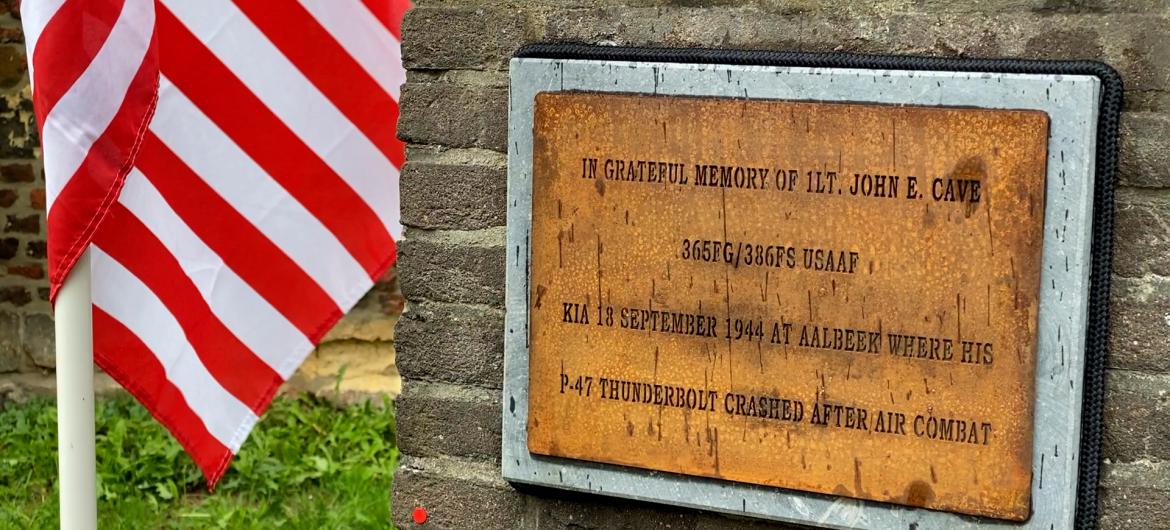 IN GRATEFUL MEMORY OF 1LT. JOHN E. CAVE
365FG/386FS USAAF
KIA 18 SEPTEMBER 1944 AT AALBEEK WHERE HIS
P-47 THUNDERBOLT CRASHED AFTER AIR COMBAT